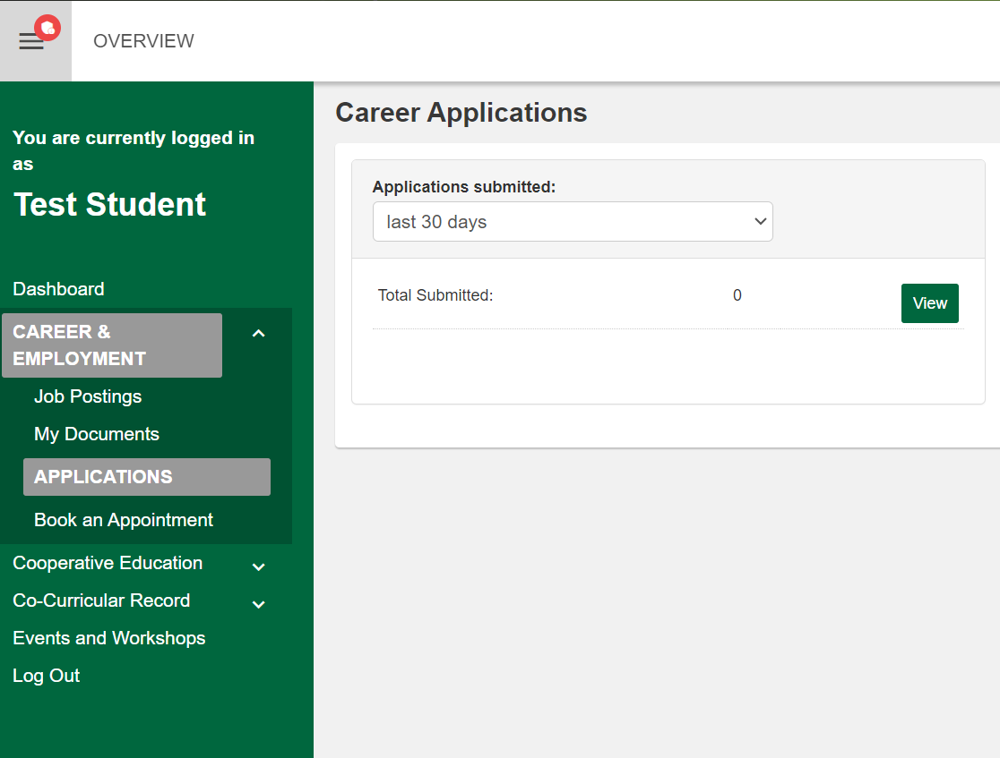 OVERVIEW
You are currently logged in
as
Test Student
Dashboard
CAREER &
EMPLOYMENT
Job Postings
My Documents
APPLICATIONS
Book an Appointment
Cooperative Education
Co-Curricular Record
Events and Workshops
Log Out
Career Applications
Applications submitted:
last 30 days
Total Submitted: 0 View